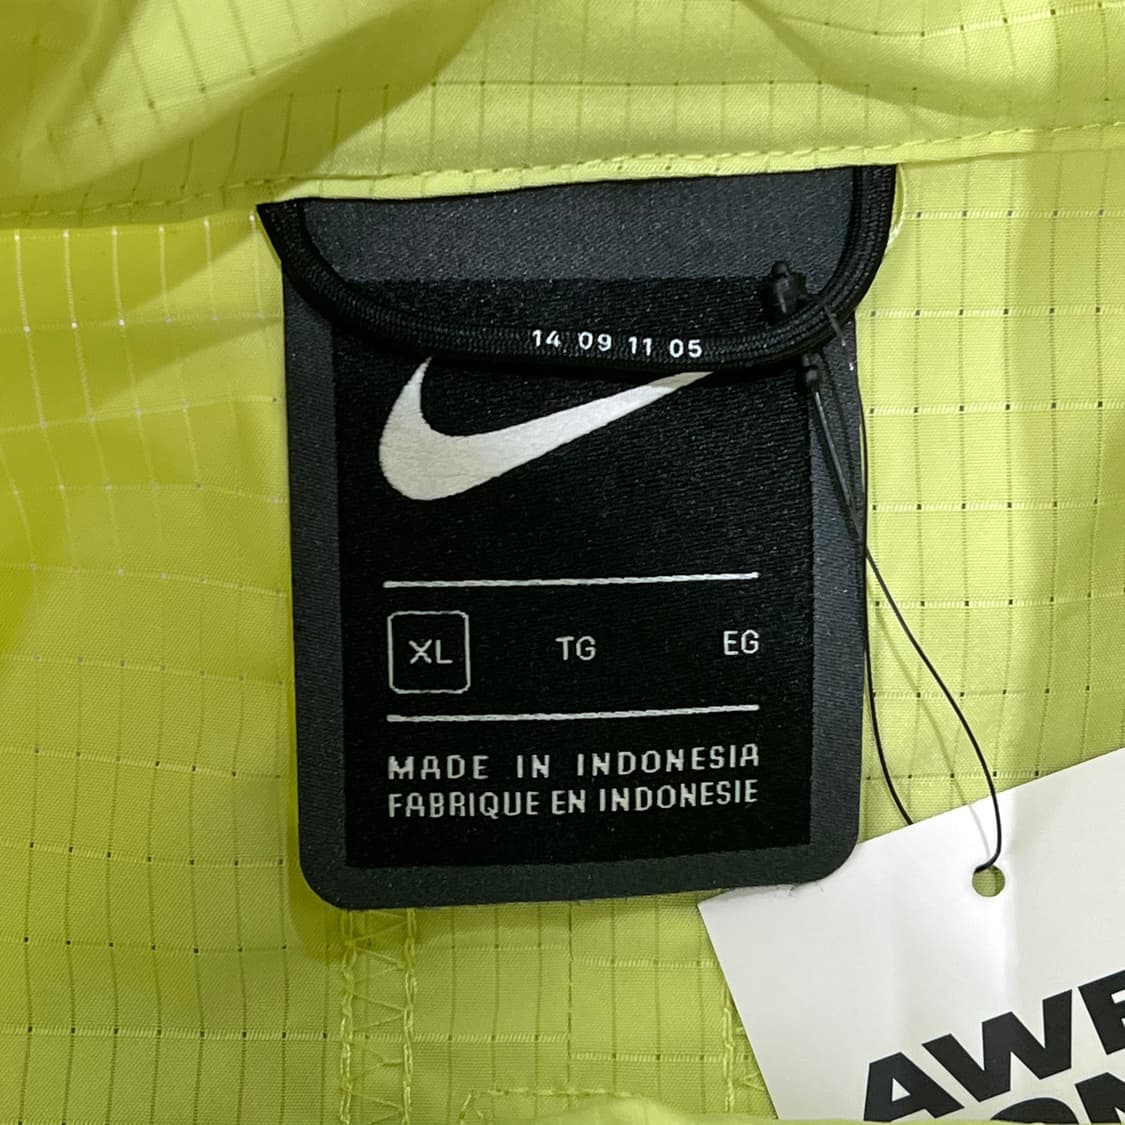 14 09 11 05
XL TG EG
MADE IN INDONESIA
FABRIQUE EN INDONESIE